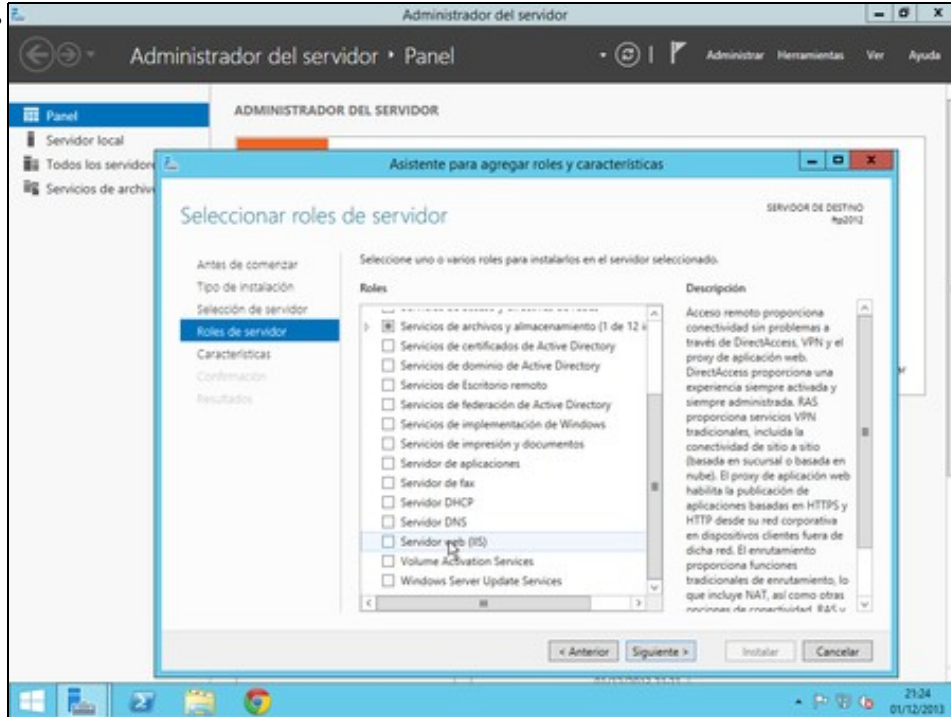 Administrador del servidor
Administrador del servidor • Panel
Administrar Herramientas Ver Ayuda
Panel
Servidor local
Todos los servidore
Servicios de archiv
ADMINISTRADOR DEL SERVIDOR
Asistente para agregar roles y características
Seleccionar roles de servidor
SERVIDOR DE DESTINO
ftp2012
Antes de comenzar
Tipo de instalación
Selección de servidor
Roles de servidor
Características
Confirmación
Resultados
Seleccione uno o varios roles para instalarlos en el servidor seleccionado.
Roles
Servicios de archivos y almacenamiento (1 de 12 i
Servicios de certificados de Active Directory
Servicios de dominio de Active Directory
Servicios de Escritorio remoto
Servicios de federación de Active Directory
Servicios de implementación de Windows
Servicios de impresión y documentos
Servidor de aplicaciones
Servidor de fax
Servidor DHCP
Servidor DNS
Servidor web (IIS)
Volume Activation Services
Windows Server Update Services
Descripción
Acceso remoto proporciona
conectividad sin problemas a
través de DirectAccess, VPN y el
proxy de aplicación web.
DirectAccess proporciona una
experiencia siempre activada y
siempre administrada. RAS
proporciona servicios VPN
tradicionales, incluida la
conectividad de sitio a sitio
(basada en sucursal o basada en
nube). El proxy de aplicación web
habilita la publicación de
aplicaciones basadas en HTTPS y
HTTP desde su red corporativa
en dispositivos clientes fuera de
dicha red. El enrutamiento
proporciona funciones
tradicionales de enrutamiento, lo
que incluye NAT, así como otras
opciones de conectividad. RAS y
< Anterior Siguiente > Instalar Cancelar
21:24
01/12/2013